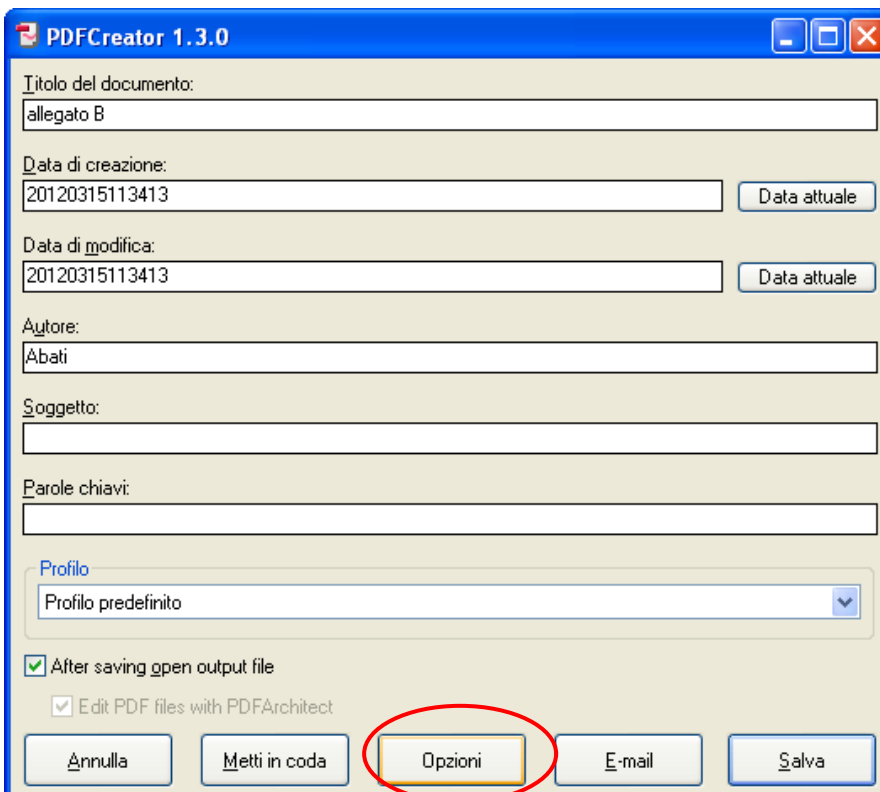 PDFCreator 1.3.0
Titolo del documento:
allegato B
Data di creazione:
20120315113413
Data attuale
Data di modifica:
20120315113413
Data attuale
Autore:
Abati
Soggetto:
Parole chiavi:
Profilo
Profilo predefinito
After saving open output file
Edit PDF files with PDFArchitect
Annulla
Metti in coda
Opzioni
E-mail
Salva